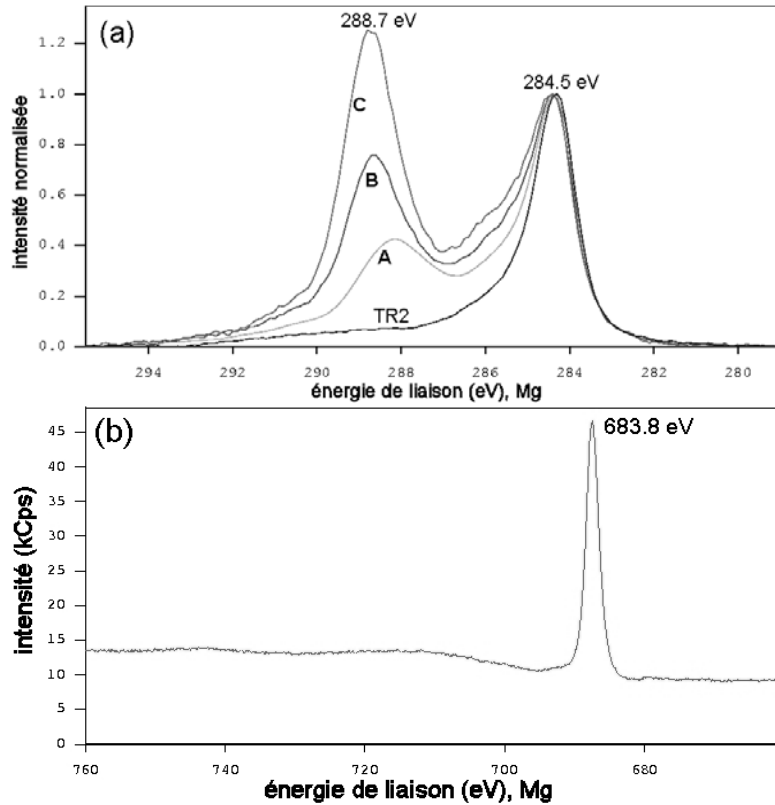 (a)
288.7 eV
284.5 eV
C
B
A
TR2
intensité normalisée
1.2
1.0
0.8
0.6
0.4
0.2
0.0
294 292 290 288 286 284 282 280
énergie de liaison (eV), Mg
(b)
683.8 eV
intensité (kCps)
45
40
35
30
25
20
15
10
5
0
760 740 720 700 680
énergie de liaison (eV), Mg